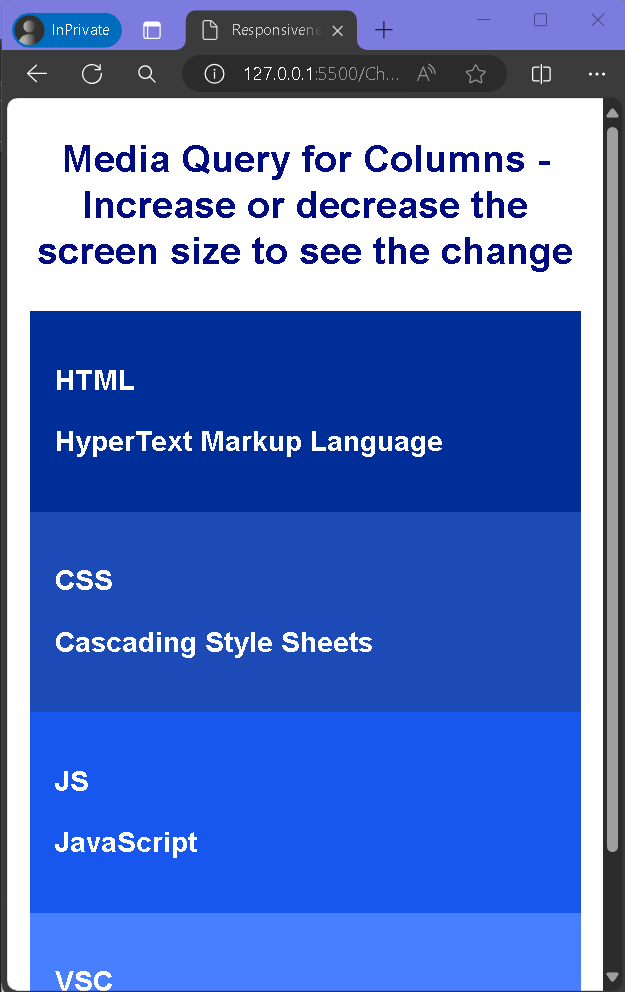 InPrivate
Responsivene
127.0.0.1:5500/Ch...
Media Query for Columns -
Increase or decrease the
screen size to see the change
HTML
HyperText Markup Language
CSS
Cascading Style Sheets
JS
JavaScript
VSC